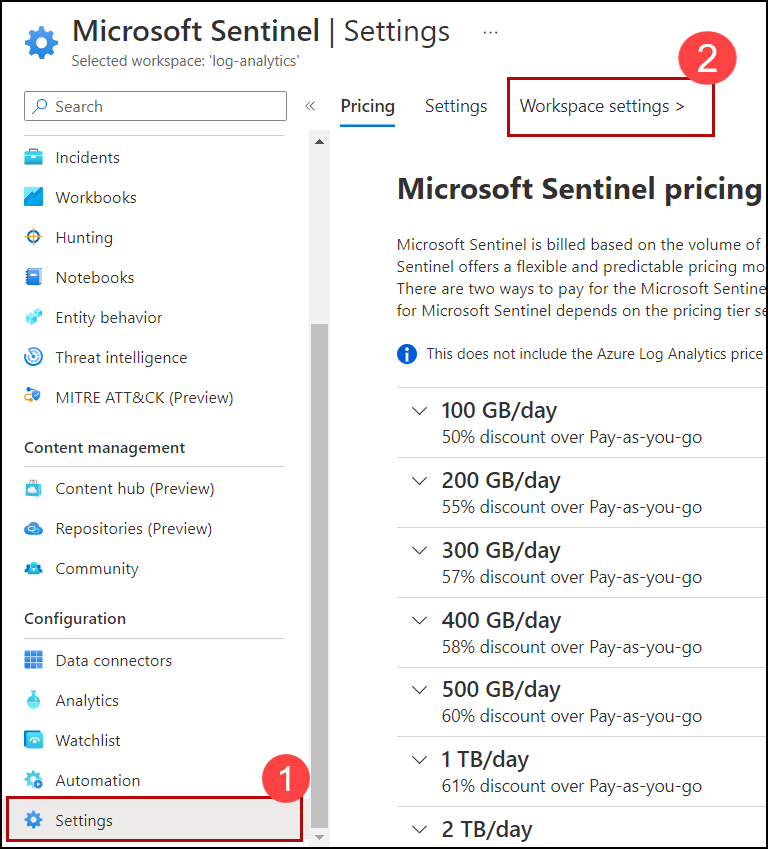 Microsoft Sentinel | Settings ...
Selected workspace: 'log-analytics'
2
Search
«
Pricing
Settings
Workspace settings >
Incidents
Workbooks
Hunting
Notebooks
Entity behavior
Threat intelligence
MITRE ATT&CK (Preview)
Content management
Content hub (Preview)
Repositories (Preview)
Community
Configuration
Data connectors
Analytics
Watchlist
Automation
1
Settings
Microsoft Sentinel pricing
Microsoft Sentinel is billed based on the volume of
Sentinel offers a flexible and predictable pricing mo
There are two ways to pay for the Microsoft Sentine
for Microsoft Sentinel depends on the pricing tier se
This does not include the Azure Log Analytics price
100 GB/day
50% discount over Pay-as-you-go
200 GB/day
55% discount over Pay-as-you-go
300 GB/day
57% discount over Pay-as-you-go
400 GB/day
58% discount over Pay-as-you-go
500 GB/day
60% discount over Pay-as-you-go
1 TB/day
61% discount over Pay-as-you-go
2 TB/day